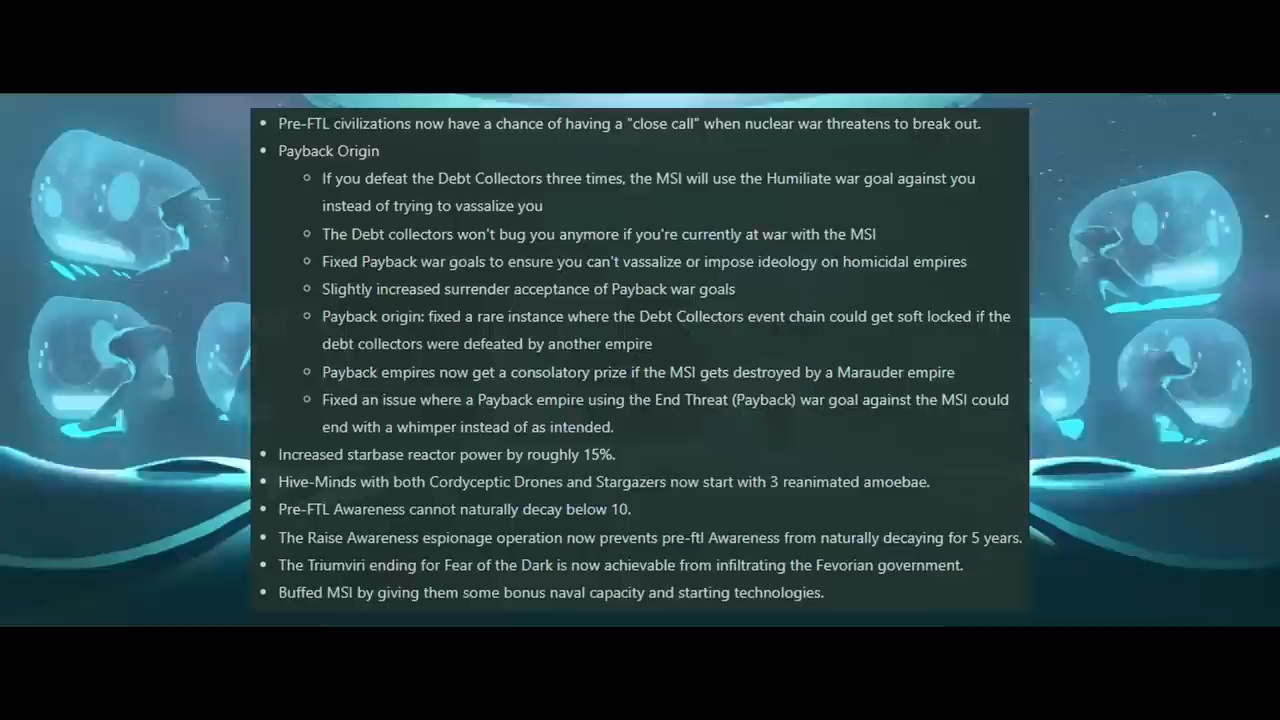 Pre-FTL civilizations now have a chance of having a "close call" when nuclear war threatens to break out.
Payback Origin
If you defeat the Debt Collectors three times, the MSI will use the Humiliate war goal against you
instead of trying to vassalize you
The Debt collectors won't bug you anymore if you're currently at war with the MSI
Fixed Payback war goals to ensure you can't vassalize or impose ideology on homicidal empires
Slightly increased surrender acceptance of Payback war goals
Payback origin: fixed a rare instance where the Debt Collectors event chain could get soft locked if the
debt collectors were defeated by another empire
Payback empires now get a consolatory prize if the MSI gets destroyed by a Marauder empire
Fixed an issue where a Payback empire using the End Threat (Payback) war goal against the MSI could
end with a whimper instead of as intended.
Increased starbase reactor power by roughly 15%.
Hive-Minds with both Cordyceptic Drones and Stargazers now start with 3 reanimated amoebae.
Pre-FTL Awareness cannot naturally decay below 10.
The Raise Awareness espionage operation now prevents pre-ftl Awareness from naturally decaying for 5 years.
The Triumviri ending for Fear of the Dark is now achievable from infiltrating the Fevorian government.
Buffed MSI by giving them some bonus naval capacity and starting technologies.